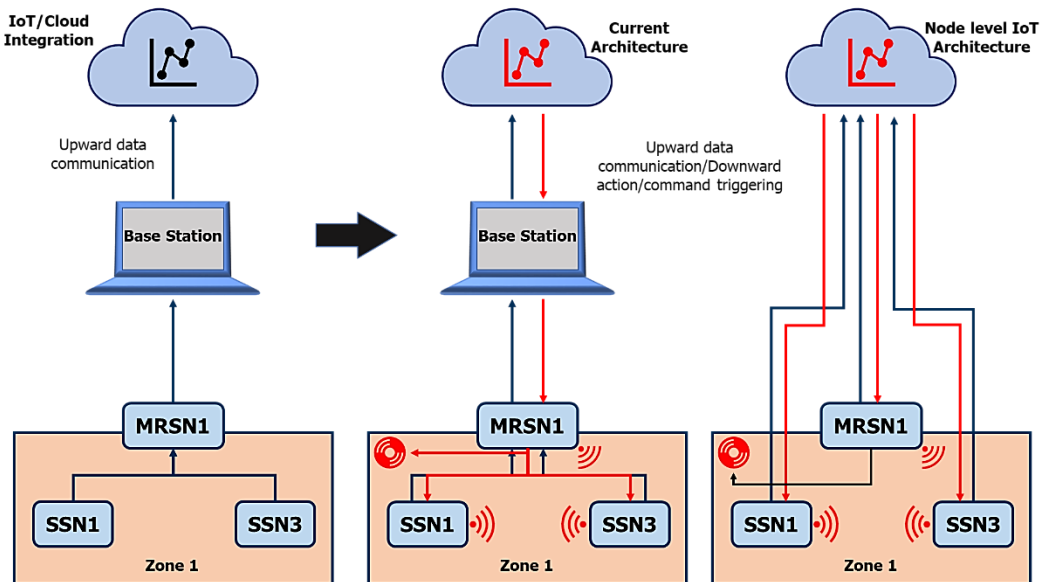 IoT/Cloud
Integration
Current
Architecture
Node level IoT
Architecture
Upward data
communication
Upward data
communication/Downward
action/command triggering
Base Station
Base Station
MRSN1
MRSN1
MRSN1
SSN1
SSN3
SSN1
SSN3
SSN1
SSN3
Zone 1
Zone 1
Zone 1